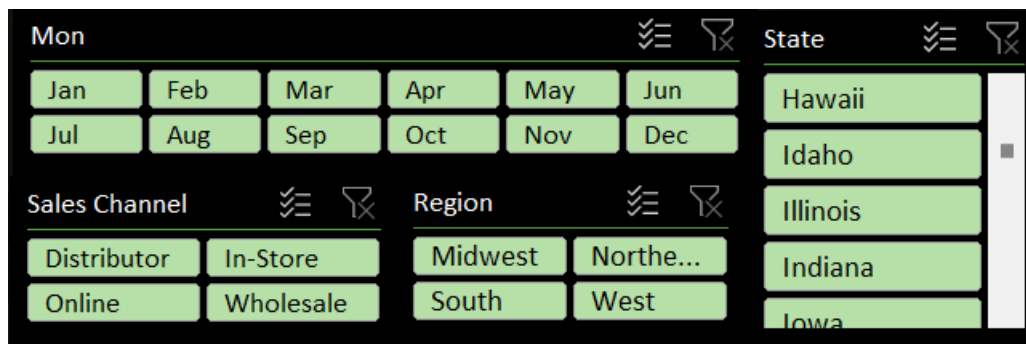 Mon
Jan Feb Mar Apr May Jun
Jul Aug Sep Oct Nov Dec
Sales Channel
Distributor In-Store
Online Wholesale
Region
Midwest Northe...
South West
State
Hawaii
Idaho
Illinois
Indiana
Iowa